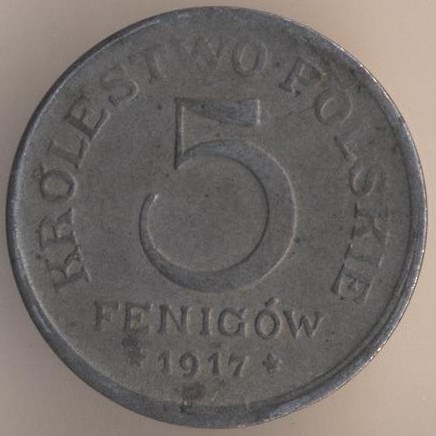 KRÓLESTWO·POLSKIE
5
FENIGÓW
* 1917 *
F